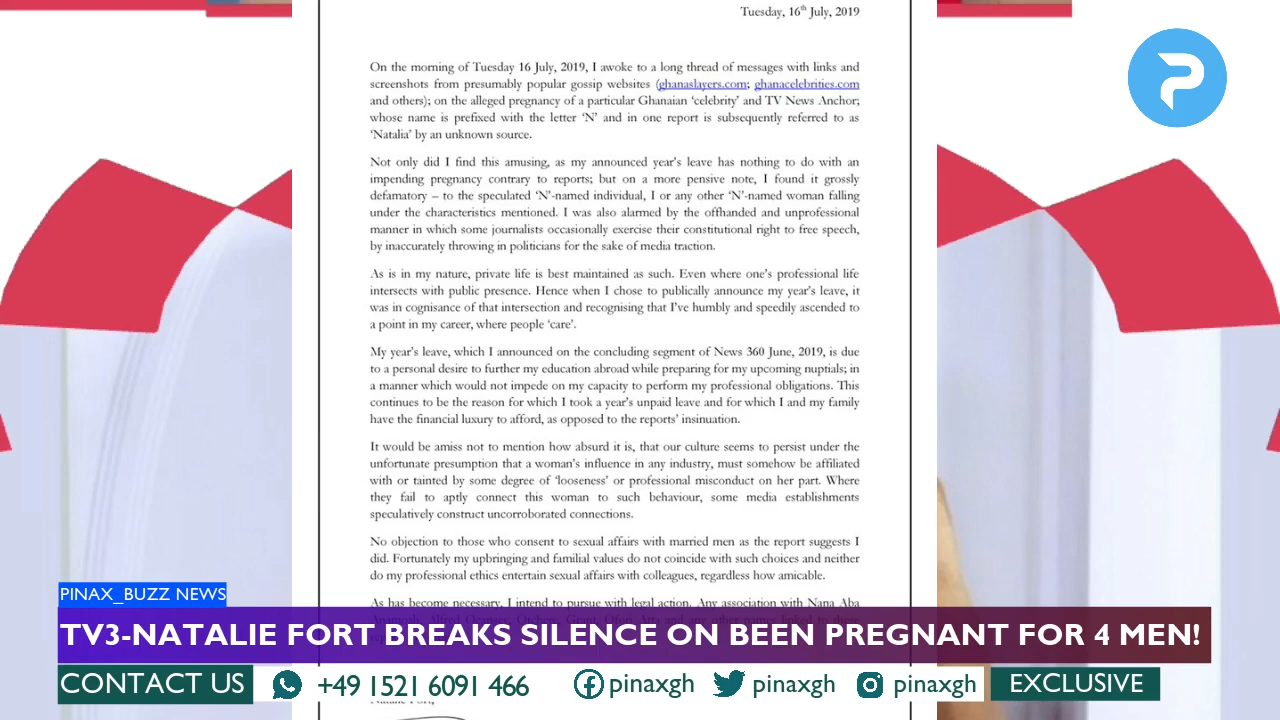 Tuesday, 16th July, 2019
On the morning of Tuesday 16 July, 2019, I awoke to a long thread of messages with links and
screenshots from presumably popular gossip websites (ghanaslayers.com; ghanacelebrities.com
and others); on the alleged pregnancy of a particular Ghanaian ‘celebrity’ and TV News Anchor;
whose name is prefixed with the letter ‘N’ and in one report is subsequently referred to as
‘Natalia’ by an unknown source.
Not only did I find this amusing, as my announced year’s leave has nothing to do with an
impending pregnancy contrary to reports; but on a more pensive note, I found it grossly
defamatory – to the speculated ‘N’-named individual, I or any other ‘N’-named woman falling
under the characteristics mentioned. I was also alarmed by the offhanded and unprofessional
manner in which some journalists occasionally exercise their constitutional right to free speech,
by inaccurately throwing in politicians for the sake of media traction.
As is in my nature, private life is best maintained as such. Even where one’s professional life
intersects with public presence. Hence when I chose to publically announce my year’s leave, it
was in cognisance of that intersection and recognising that I’ve humbly and speedily ascended to
a point in my career, where people ‘care’.
My year’s leave, which I announced on the concluding segment of News 360 June, 2019, is due
to a personal desire to further my education abroad while preparing for my upcoming nuptials; in
a manner which would not impede on my capacity to perform my professional obligations. This
continues to be the reason for which I took a year’s unpaid leave and for which I and my family
have the financial luxury to afford, as opposed to the reports’ insinuation.
It would be amiss not to mention how absurd it is, that our culture seems to persist under the
unfortunate presumption that a woman’s influence in any industry, must somehow be affiliated
with or tainted by some degree of ‘looseness’ or professional misconduct on her part. Where
they fail to aptly connect this woman to such behaviour, some media establishments
speculatively construct uncorroborated connections.
No objection to those who consent to sexual affairs with married men as the report suggests I
did. Fortunately my upbringing and familial values do not coincide with such choices and neither
do my professional ethics entertain sexual affairs with colleagues, regardless how amicable.
As has become necessary, I intend to pursue with legal action. Any association with Nana Aba
PINAX_BUZZ NEWS
TV3-NATALIE FORT BREAKS SILENCE ON BEEN PREGNANT FOR 4 MEN!
CONTACT US +49 1521 6091 466 pinaxgh pinaxgh pinaxgh EXCLUSIVE